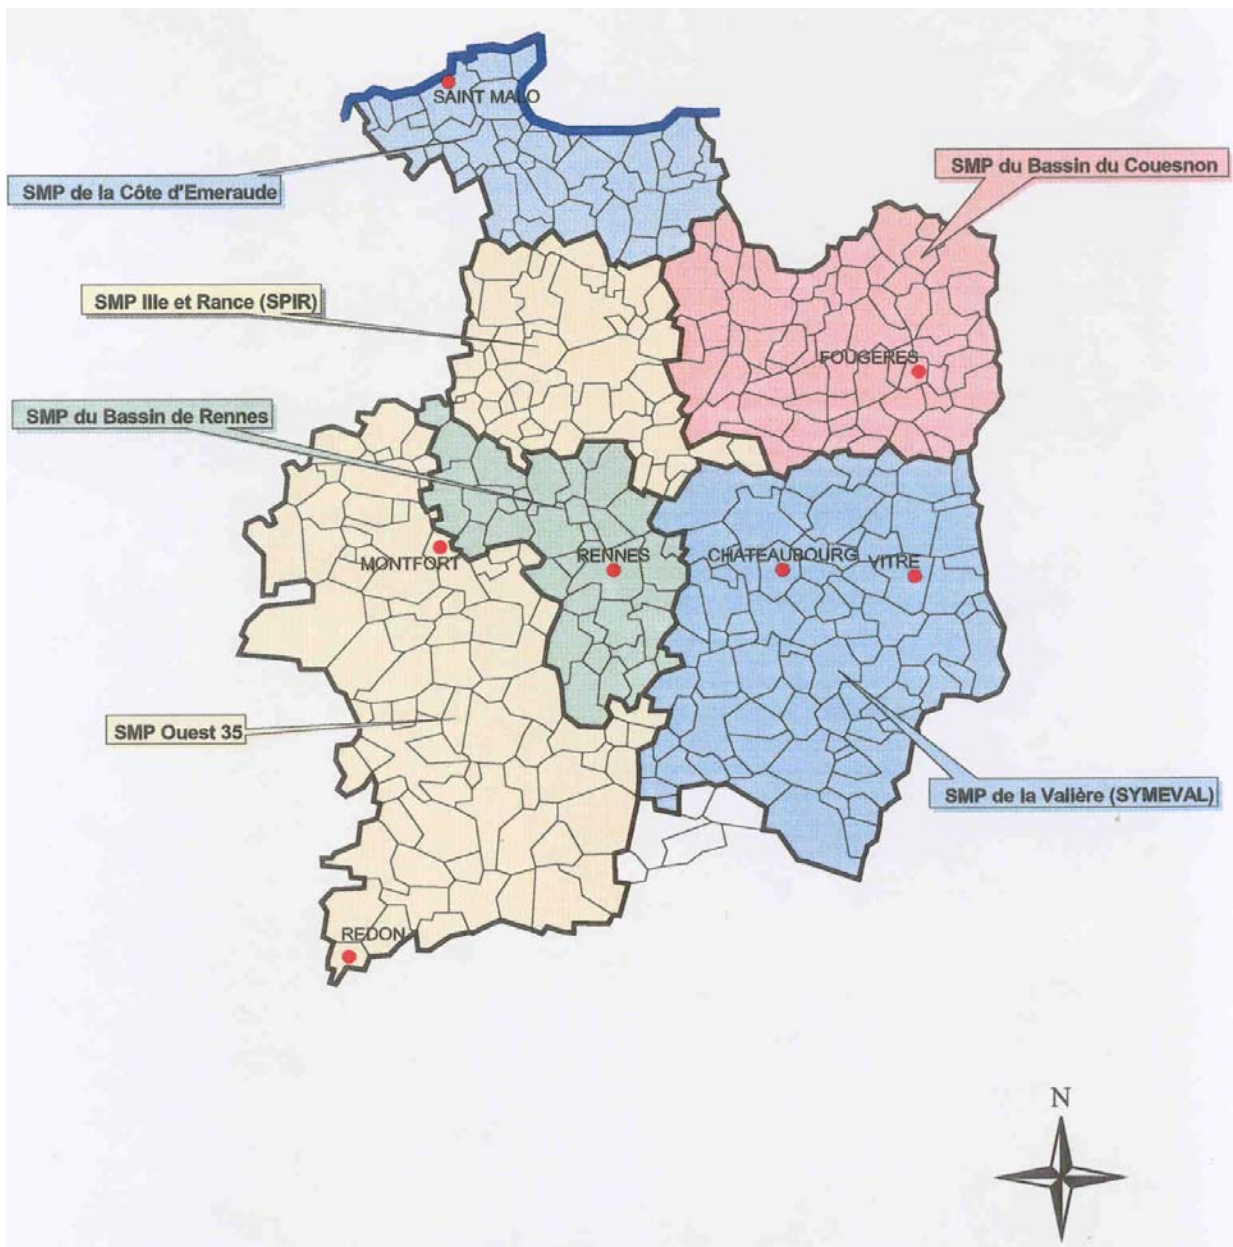 SAINT MALO
SMP du Bassin du Couesnon
SMP de la Côte d'Emeraude
SMP Ille et Rance (SPIR)
FOUGERES
SMP du Bassin de Rennes
MONTFORT
RENNES
CHATEAUBOURG
VITRE
SMP Ouest 35
SMP de la Valière (SYMEVAL)
REDON
N